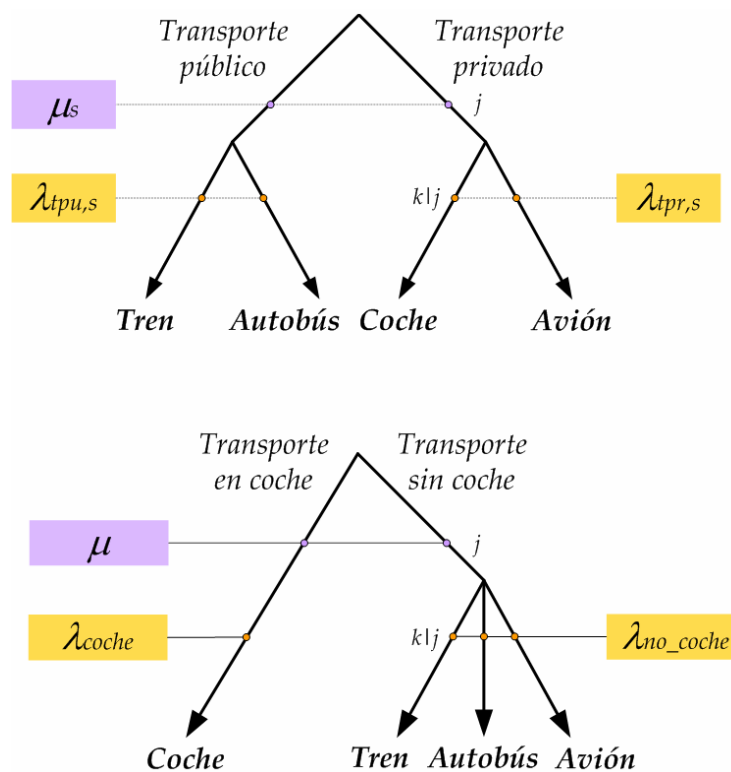 Transporte
público
Transporte
privado
μs
j
λtpu,s
k|j
λtpr,s
Tren
Autobús
Coche
Avión
Transporte
en coche
Transporte
sin coche
μ
j
λcoche
k|j
λno_coche
Coche
Tren
Autobús
Avión